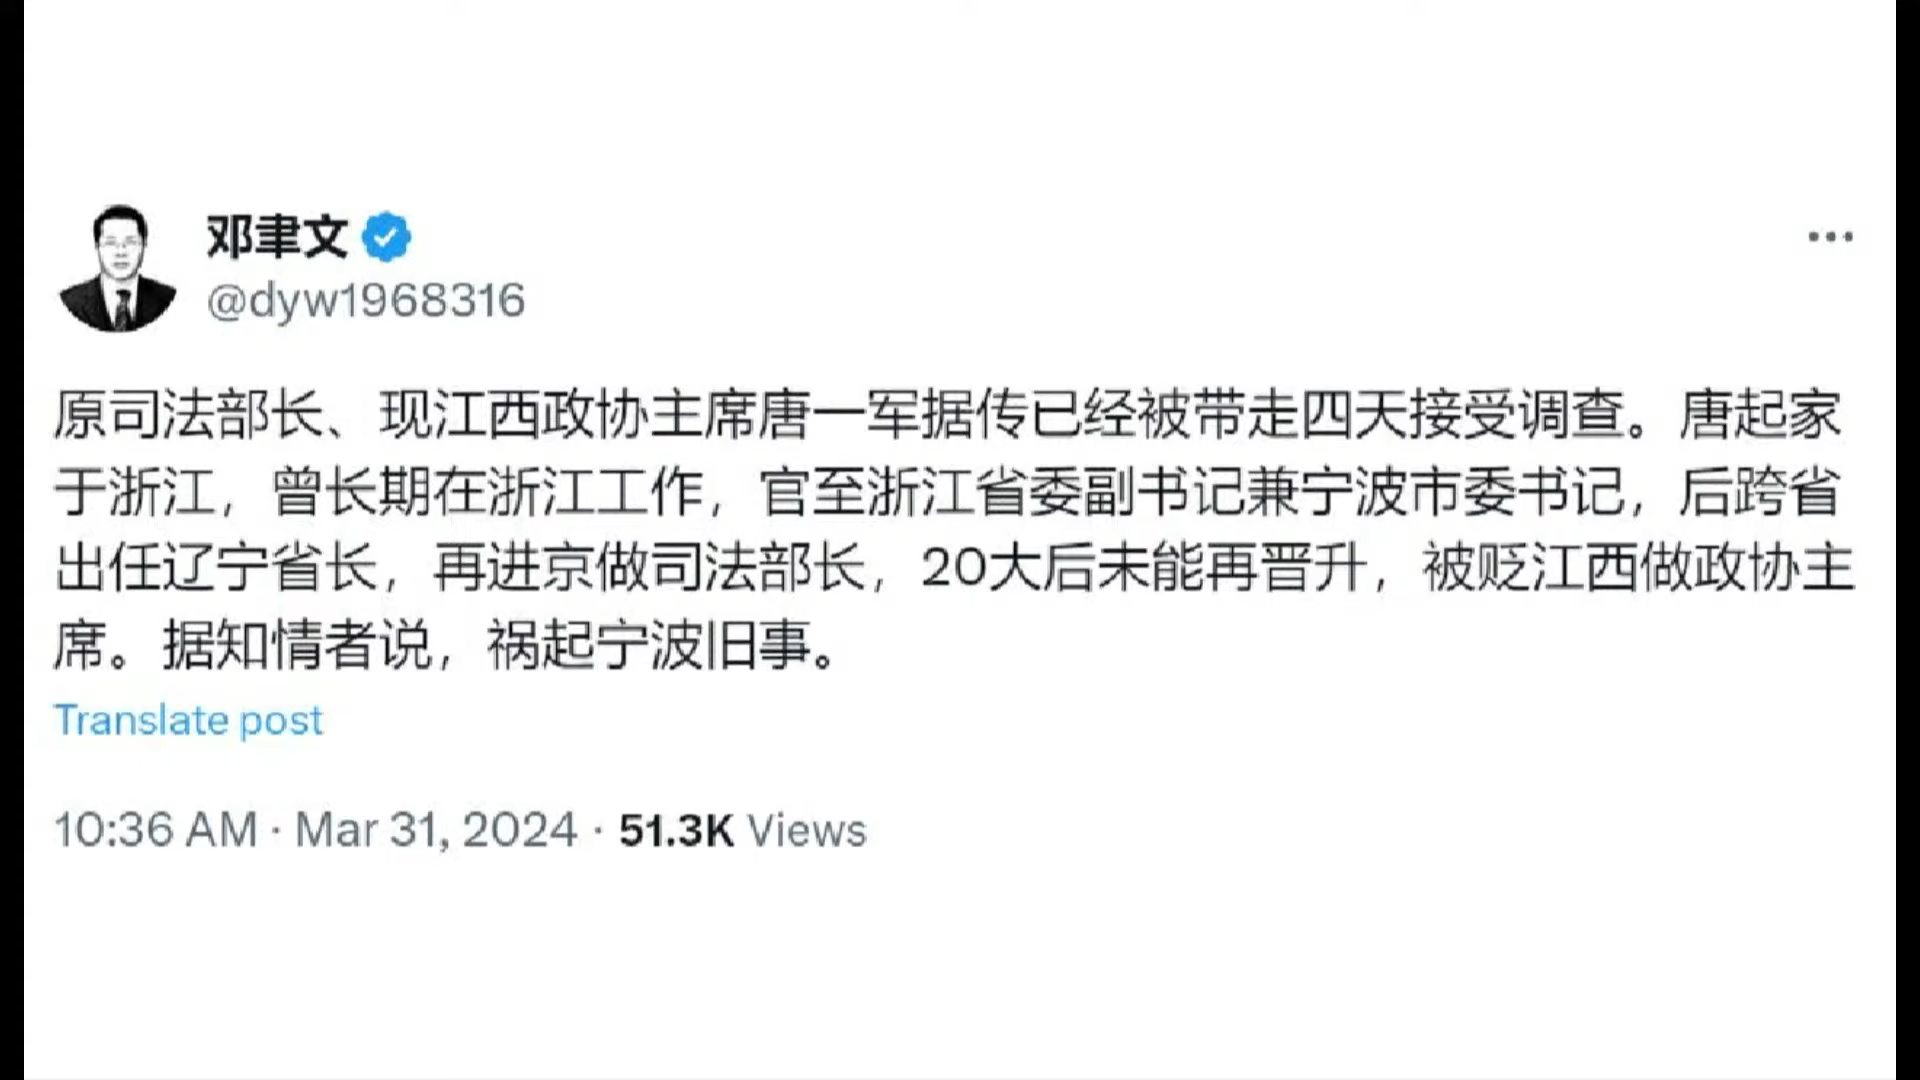 邓聿文
@dyw1968316
原司法部长、现江西政协主席唐一军据传已经被带走四天接受调查。唐起家
于浙江，曾长期在浙江工作，官至浙江省委副书记兼宁波市委书记，后跨省
出任辽宁省长，再进京做司法部长，20大后未能再晋升，被贬江西做政协主
席。据知情者说，祸起宁波旧事。
Translate post
10:36 AM · Mar 31, 2024 · 51.3K Views